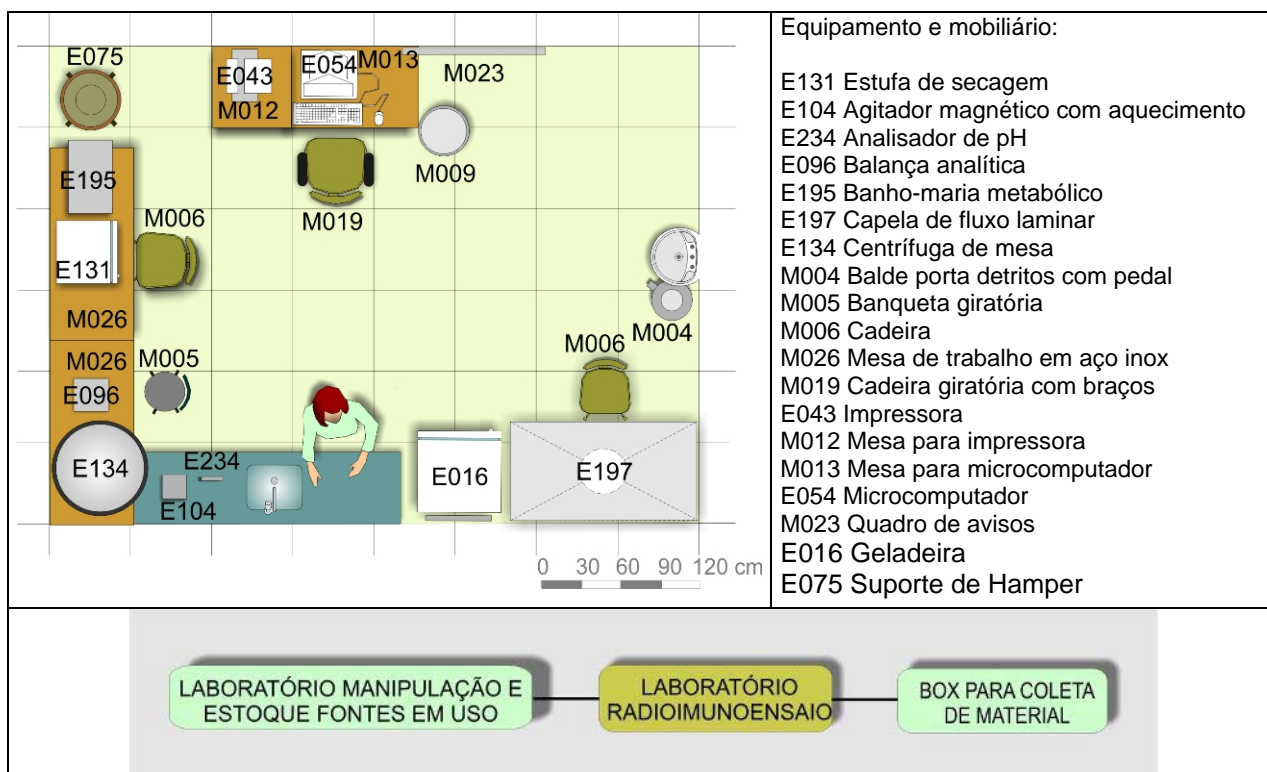 E075
E043
M012
E054
M013
M023
M009
M019
E195
M006
E131
M026
M004
M026
M005
E096
M006
E134
E234
E104
E016
E197
0 30 60 90 120 cm
Equipamento e mobiliário:
E131 Estufa de secagem
E104 Agitador magnético com aquecimento
E234 Analisador de pH
E096 Balança analítica
E195 Banho-maria metabólico
E197 Capela de fluxo laminar
E134 Centrífuga de mesa
M004 Balde porta detritos com pedal
M005 Banqueta giratória
M006 Cadeira
M026 Mesa de trabalho em aço inox
M019 Cadeira giratória com braços
E043 Impressora
M012 Mesa para impressora
M013 Mesa para microcomputador
E054 Microcomputador
M023 Quadro de avisos
E016 Geladeira
E075 Suporte de Hamper
LABORATÓRIO MANIPULAÇÃO E
ESTOQUE FONTES EM USO
LABORATÓRIO
RADIOIMUNOENSAIO
BOX PARA COLETA
DE MATERIAL